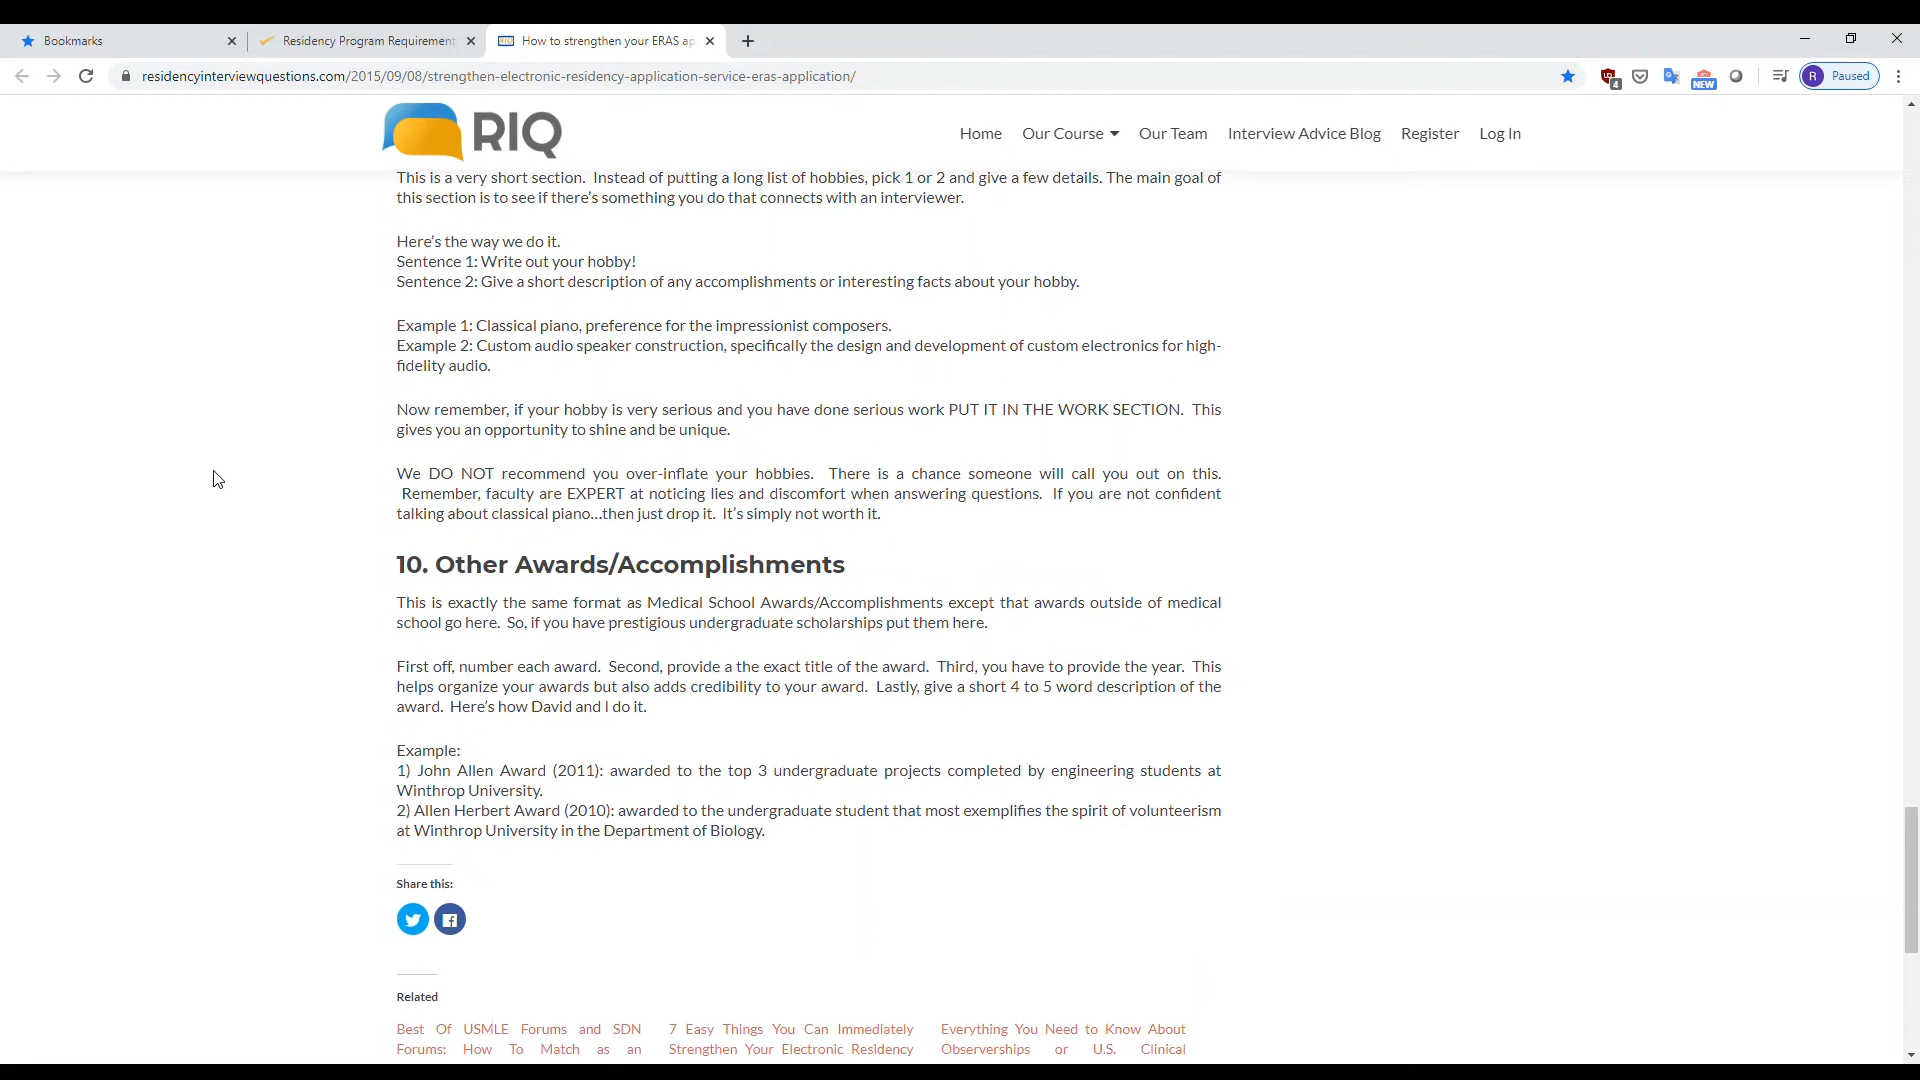 Bookmarks
Residency Program Requirement
How to strengthen your ERAS ap
residencyinterviewquestions.com/2015/09/08/strengthen-electronic-residency-application-service-eras-application/
4
NEW
R Paused
RIQ
Home Our Course Our Team Interview Advice Blog Register Log In
This is a very short section. Instead of putting a long list of hobbies, pick 1 or 2 and give a few details. The main goal of
this section is to see if there’s something you do that connects with an interviewer.
Here’s the way we do it.
Sentence 1: Write out your hobby!
Sentence 2: Give a short description of any accomplishments or interesting facts about your hobby.
Example 1: Classical piano, preference for the impressionist composers.
Example 2: Custom audio speaker construction, specifically the design and development of custom electronics for high-
fidelity audio.
Now remember, if your hobby is very serious and you have done serious work PUT IT IN THE WORK SECTION. This
gives you an opportunity to shine and be unique.
We DO NOT recommend you over-inflate your hobbies. There is a chance someone will call you out on this.
Remember, faculty are EXPERT at noticing lies and discomfort when answering questions. If you are not confident
talking about classical piano…then just drop it. It’s simply not worth it.
10. Other Awards/Accomplishments
This is exactly the same format as Medical School Awards/Accomplishments except that awards outside of medical
school go here. So, if you have prestigious undergraduate scholarships put them here.
First off, number each award. Second, provide a the exact title of the award. Third, you have to provide the year. This
helps organize your awards but also adds credibility to your award. Lastly, give a short 4 to 5 word description of the
award. Here’s how David and I do it.
Example:
1) John Allen Award (2011): awarded to the top 3 undergraduate projects completed by engineering students at
Winthrop University.
2) Allen Herbert Award (2010): awarded to the undergraduate student that most exemplifies the spirit of volunteerism
at Winthrop University in the Department of Biology.
Share this:
Related
Best Of USMLE Forums and SDN
Forums: How To Match as an
7 Easy Things You Can Immediately
Strengthen Your Electronic Residency
Everything You Need to Know About
Observerships or U.S. Clinical